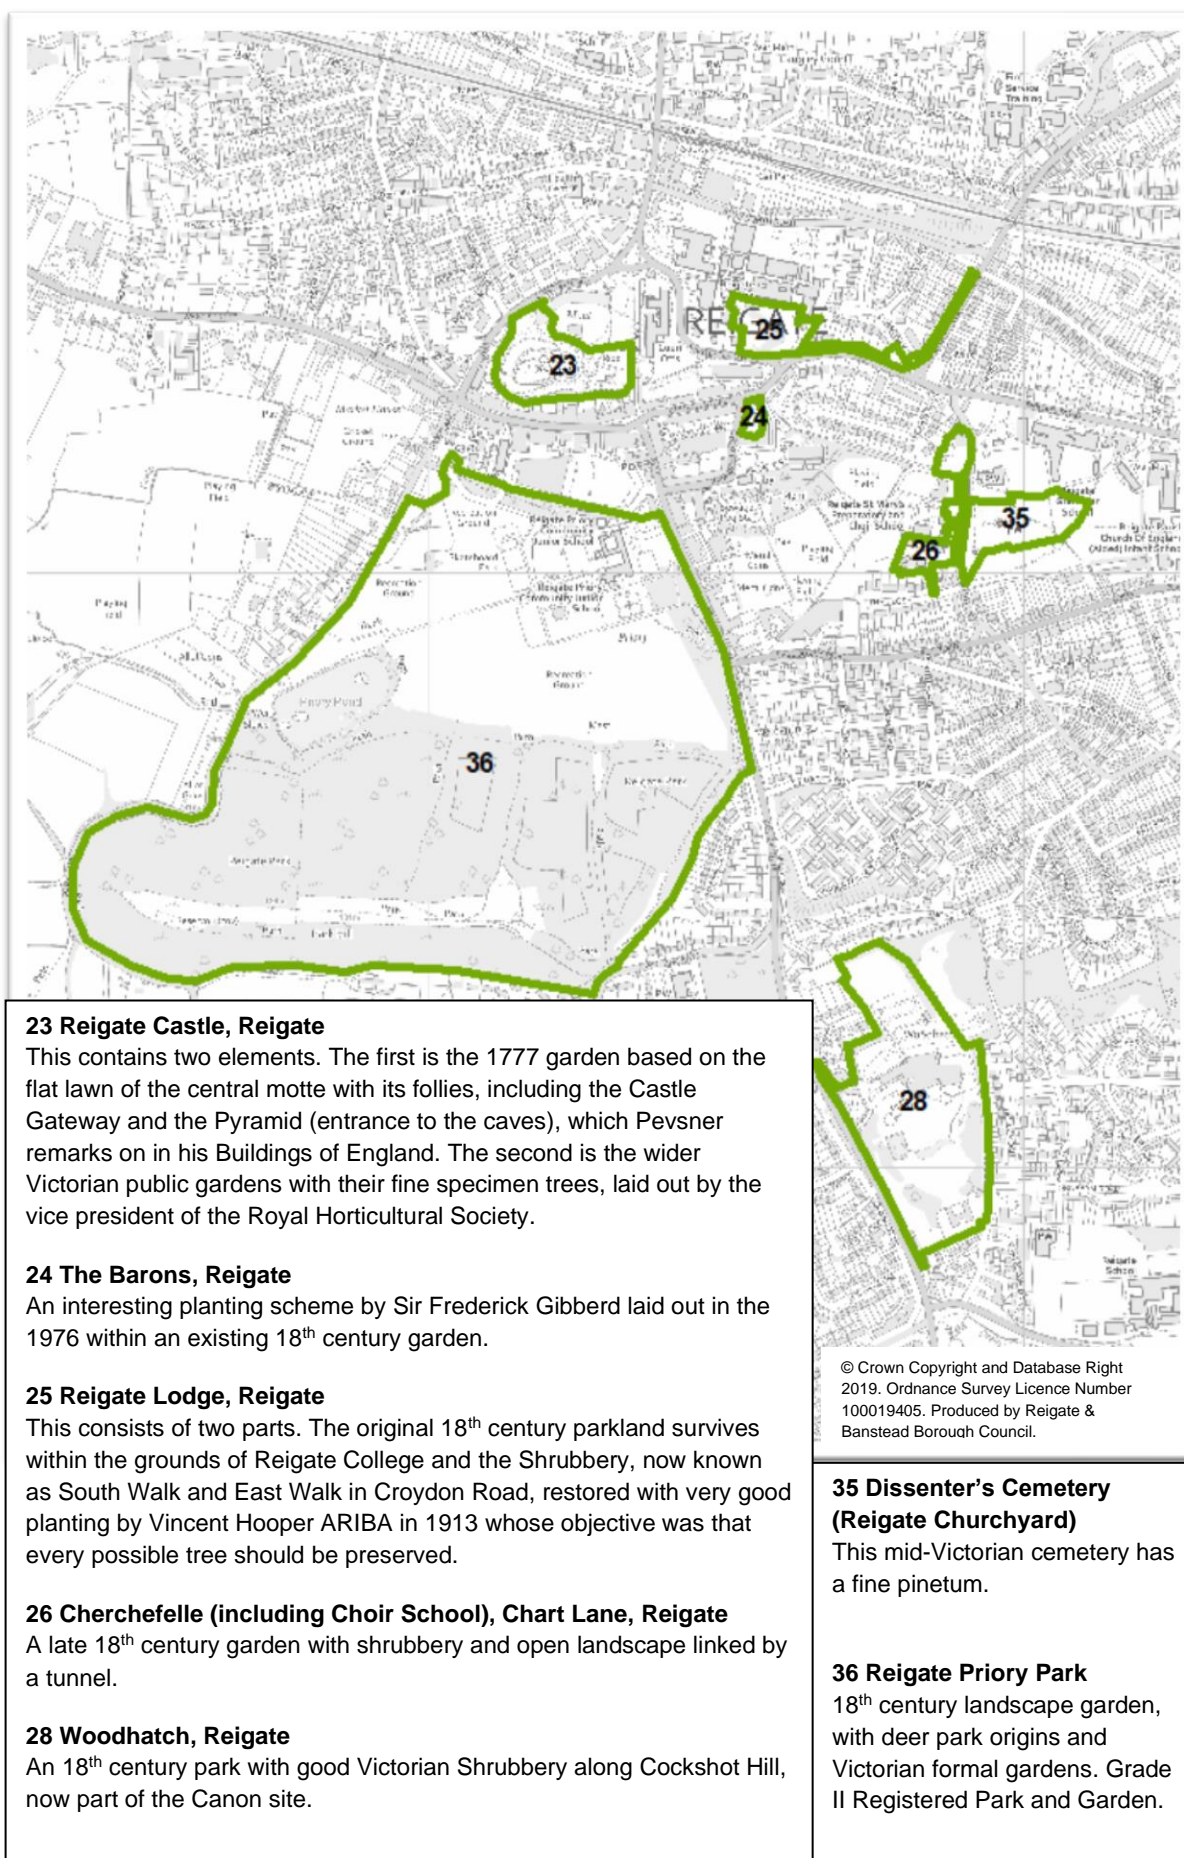 REIGATE
23
25
24
35
26
36
28
Priory Pond
Reigate Park
23 Reigate Castle, Reigate
This contains two elements. The first is the 1777 garden based on the
flat lawn of the central motte with its follies, including the Castle
Gateway and the Pyramid (entrance to the caves), which Pevsner
remarks on in his Buildings of England. The second is the wider
Victorian public gardens with their fine specimen trees, laid out by the
vice president of the Royal Horticultural Society.
24 The Barons, Reigate
An interesting planting scheme by Sir Frederick Gibberd laid out in the
1976 within an existing 18th century garden.
25 Reigate Lodge, Reigate
This consists of two parts. The original 18th century parkland survives
within the grounds of Reigate College and the Shrubbery, now known
as South Walk and East Walk in Croydon Road, restored with very good
planting by Vincent Hooper ARIBA in 1913 whose objective was that
every possible tree should be preserved.
26 Cherchefelle (including Choir School), Chart Lane, Reigate
A late 18th century garden with shrubbery and open landscape linked by
a tunnel.
28 Woodhatch, Reigate
An 18th century park with good Victorian Shrubbery along Cockshot Hill,
now part of the Canon site.
© Crown Copyright and Database Right
2019. Ordnance Survey Licence Number
100019405. Produced by Reigate &
Banstead Borough Council.
35 Dissenter's Cemetery
(Reigate Churchyard)
This mid-Victorian cemetery has
a fine pinetum.
36 Reigate Priory Park
18th century landscape garden,
with deer park origins and
Victorian formal gardens. Grade
II Registered Park and Garden.